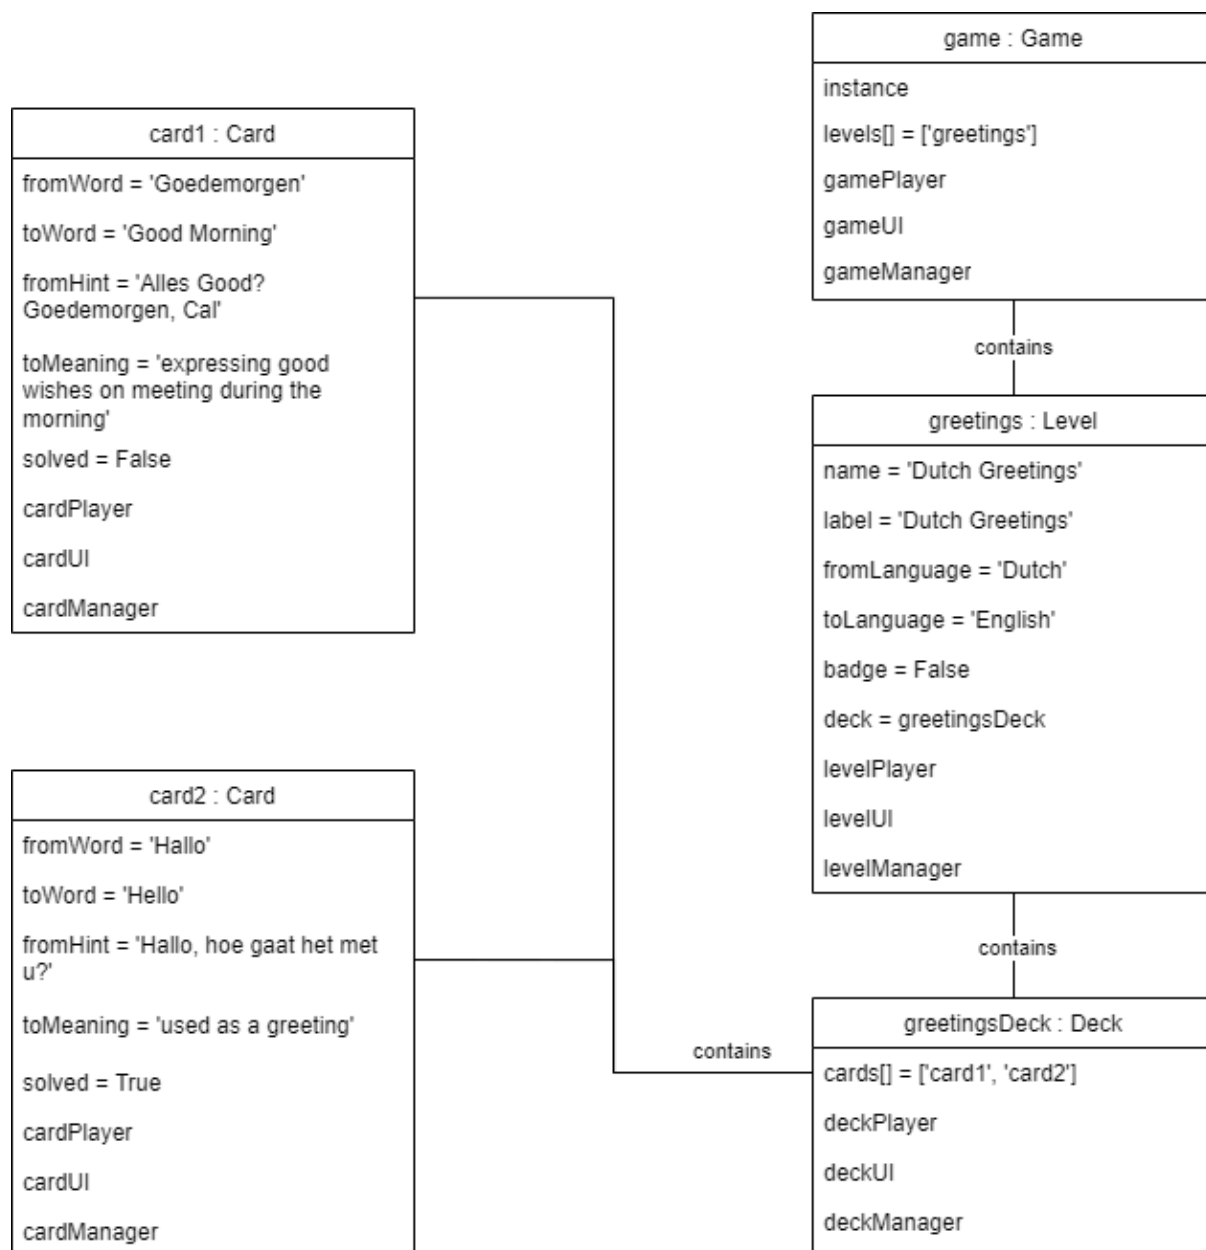 game : Game
instance
levels[] = ['greetings']
gamePlayer
gameUI
gameManager
contains
card1 : Card
fromWord = 'Goedemorgen'
toWord = 'Good Morning'
fromHint = 'Alles Good?
Goedemorgen, Cal'
toMeaning = 'expressing good
wishes on meeting during the
morning'
solved = False
cardPlayer
cardUI
cardManager
greetings : Level
name = 'Dutch Greetings'
label = 'Dutch Greetings'
fromLanguage = 'Dutch'
toLanguage = 'English'
badge = False
deck = greetingsDeck
levelPlayer
levelUI
levelManager
contains
card2 : Card
fromWord = 'Hallo'
toWord = 'Hello'
fromHint = 'Hallo, hoe gaat het met
u?'
toMeaning = 'used as a greeting'
solved = True
cardPlayer
cardUI
cardManager
contains
greetingsDeck : Deck
cards[] = ['card1', 'card2']
deckPlayer
deckUI
deckManager